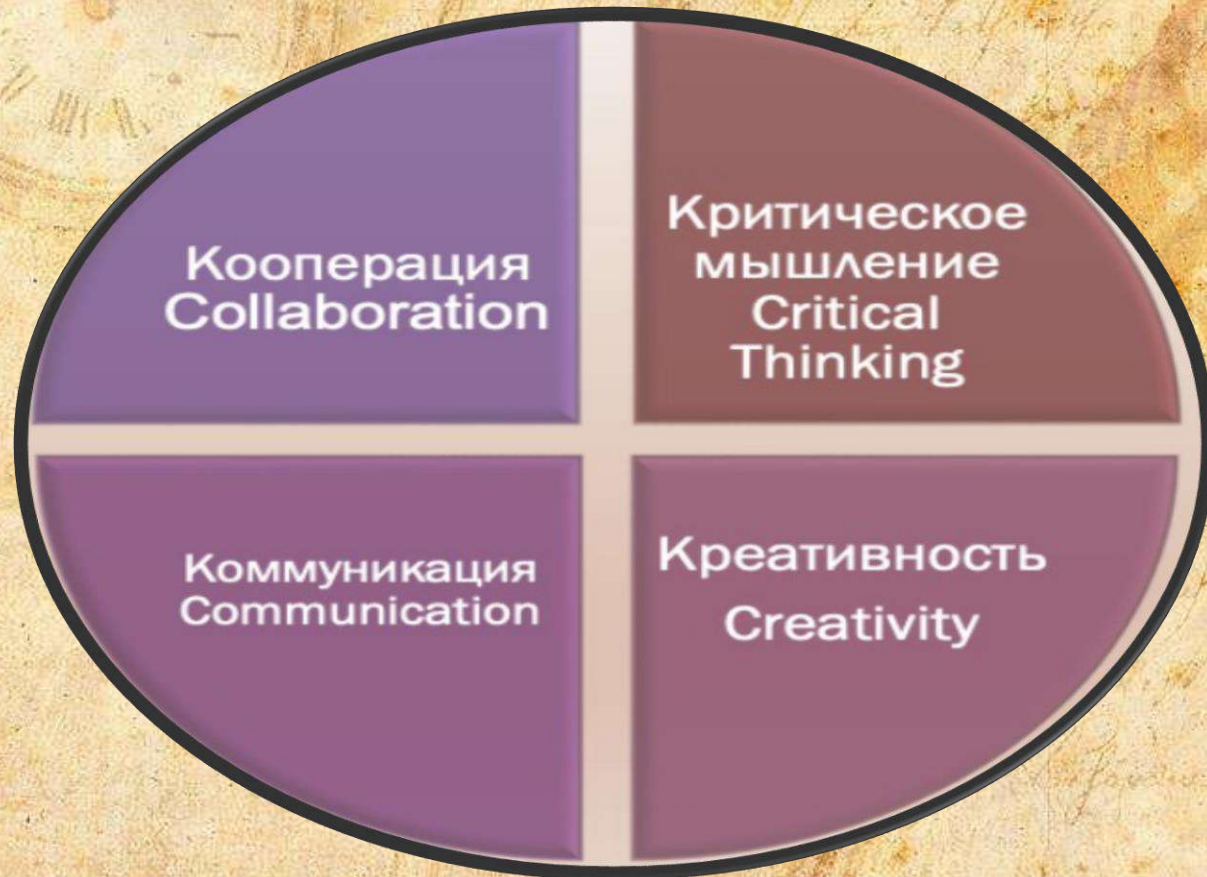 Кооперация
Collaboration
Критическое
мышление
Critical
Thinking
Коммуникация
Communication
Креативность
Creativity